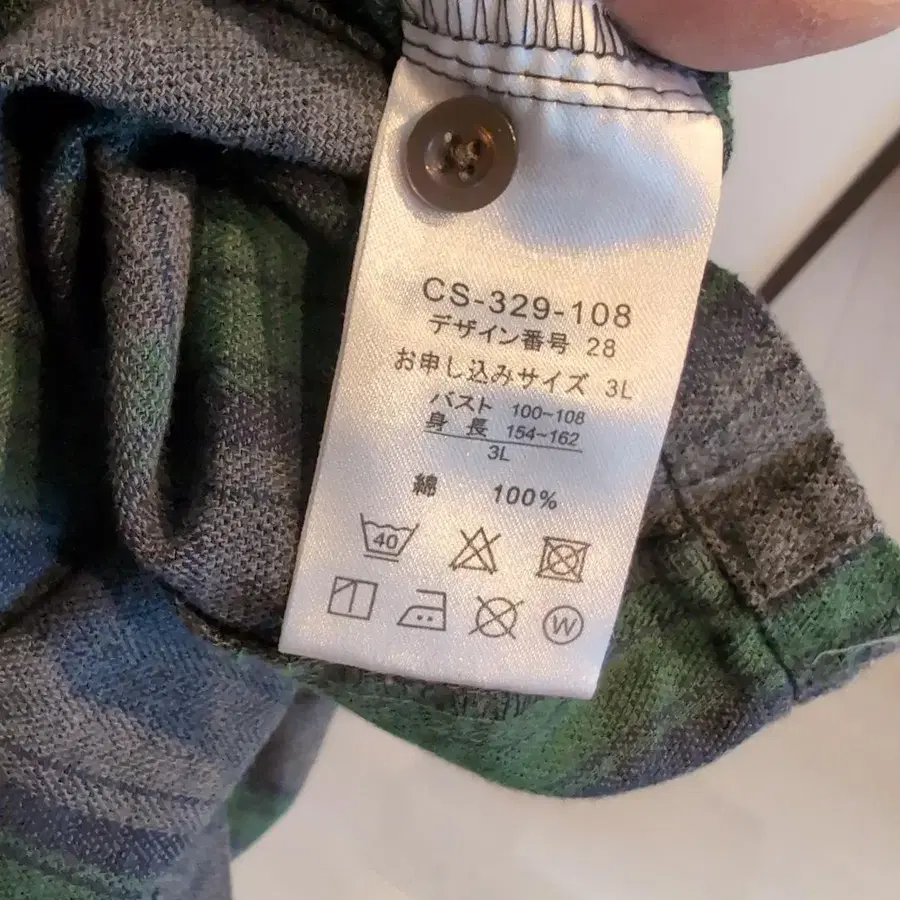 CS-329-108
デザイン番号 28
お申し込みサイズ 3L
バスト 100~108
身 長 154~162
3L
綿 100%
40
W